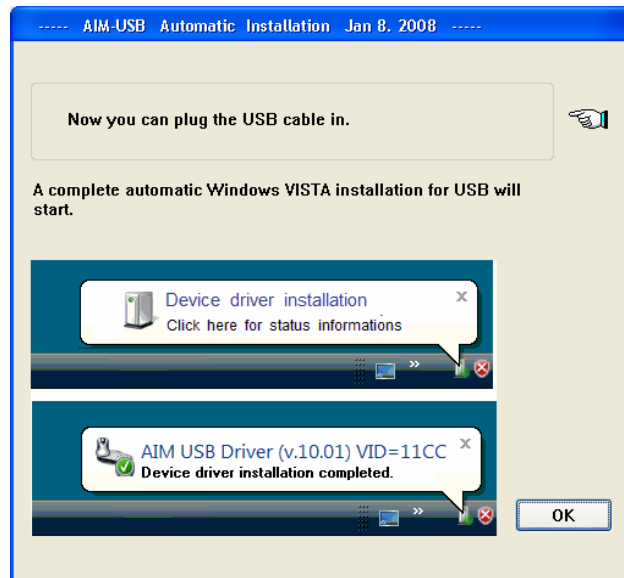 ----- AIM-USB Automatic Installation Jan 8. 2008 -----
Now you can plug the USB cable in.
A complete automatic Windows VISTA installation for USB will
start.
Device driver installation
Click here for status informations
AIM USB Driver (v.10.01) VID=11CC
Device driver installation completed.
OK